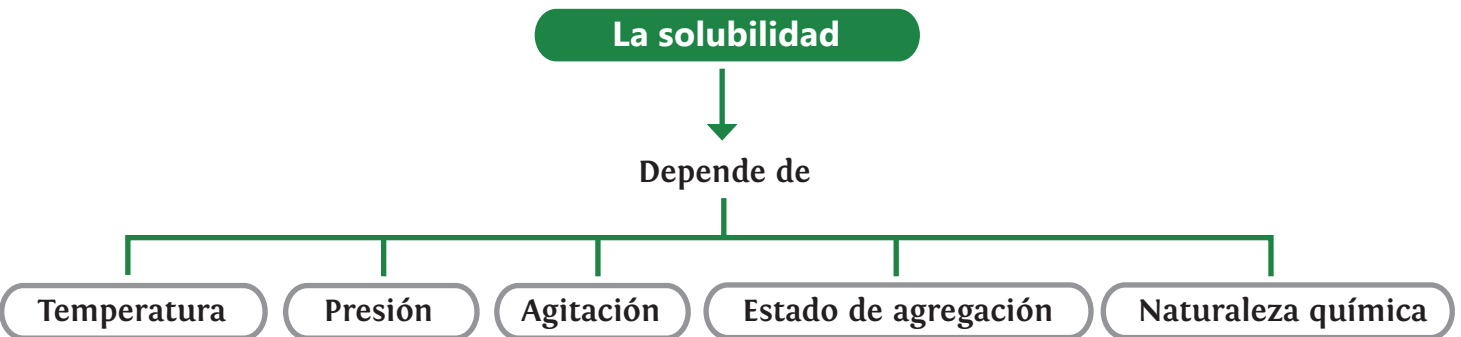 La solubilidad
Depende de
Temperatura
Presión
Agitación
Estado de agregación
Naturaleza química